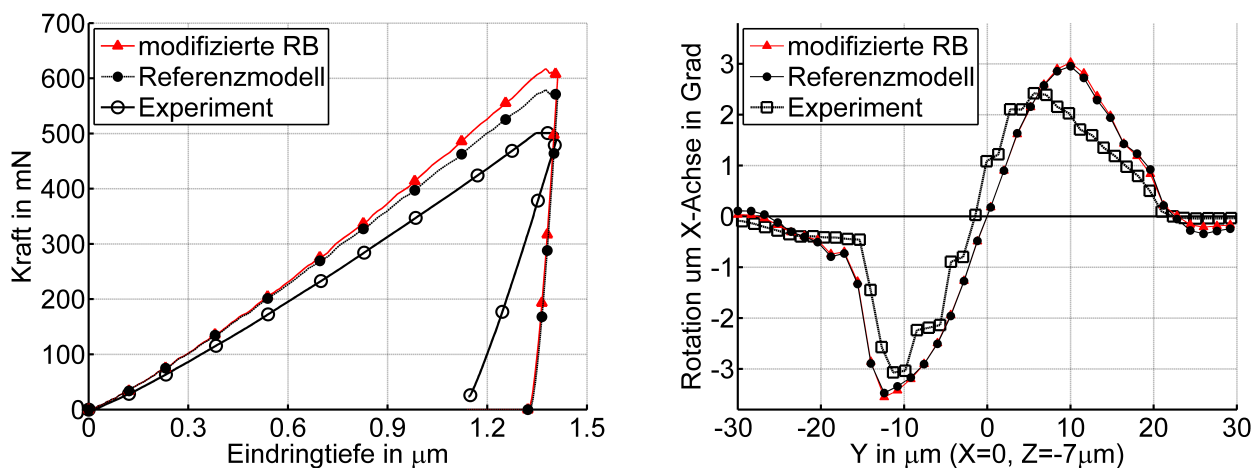 700
600
500
400
300
200
100
0
Kraft in mN
modifizierte RB
Referenzmodell
Experiment
0 0.3 0.6 0.9 1.2 1.5
Eindringtiefe in μm
3
2
1
0
-1
-2
-3
Rotation um X-Achse in Grad
modifizierte RB
Referenzmodell
Experiment
-30 -20 -10 0 10 20 30
Y in μm (X=0, Z=-7μm)